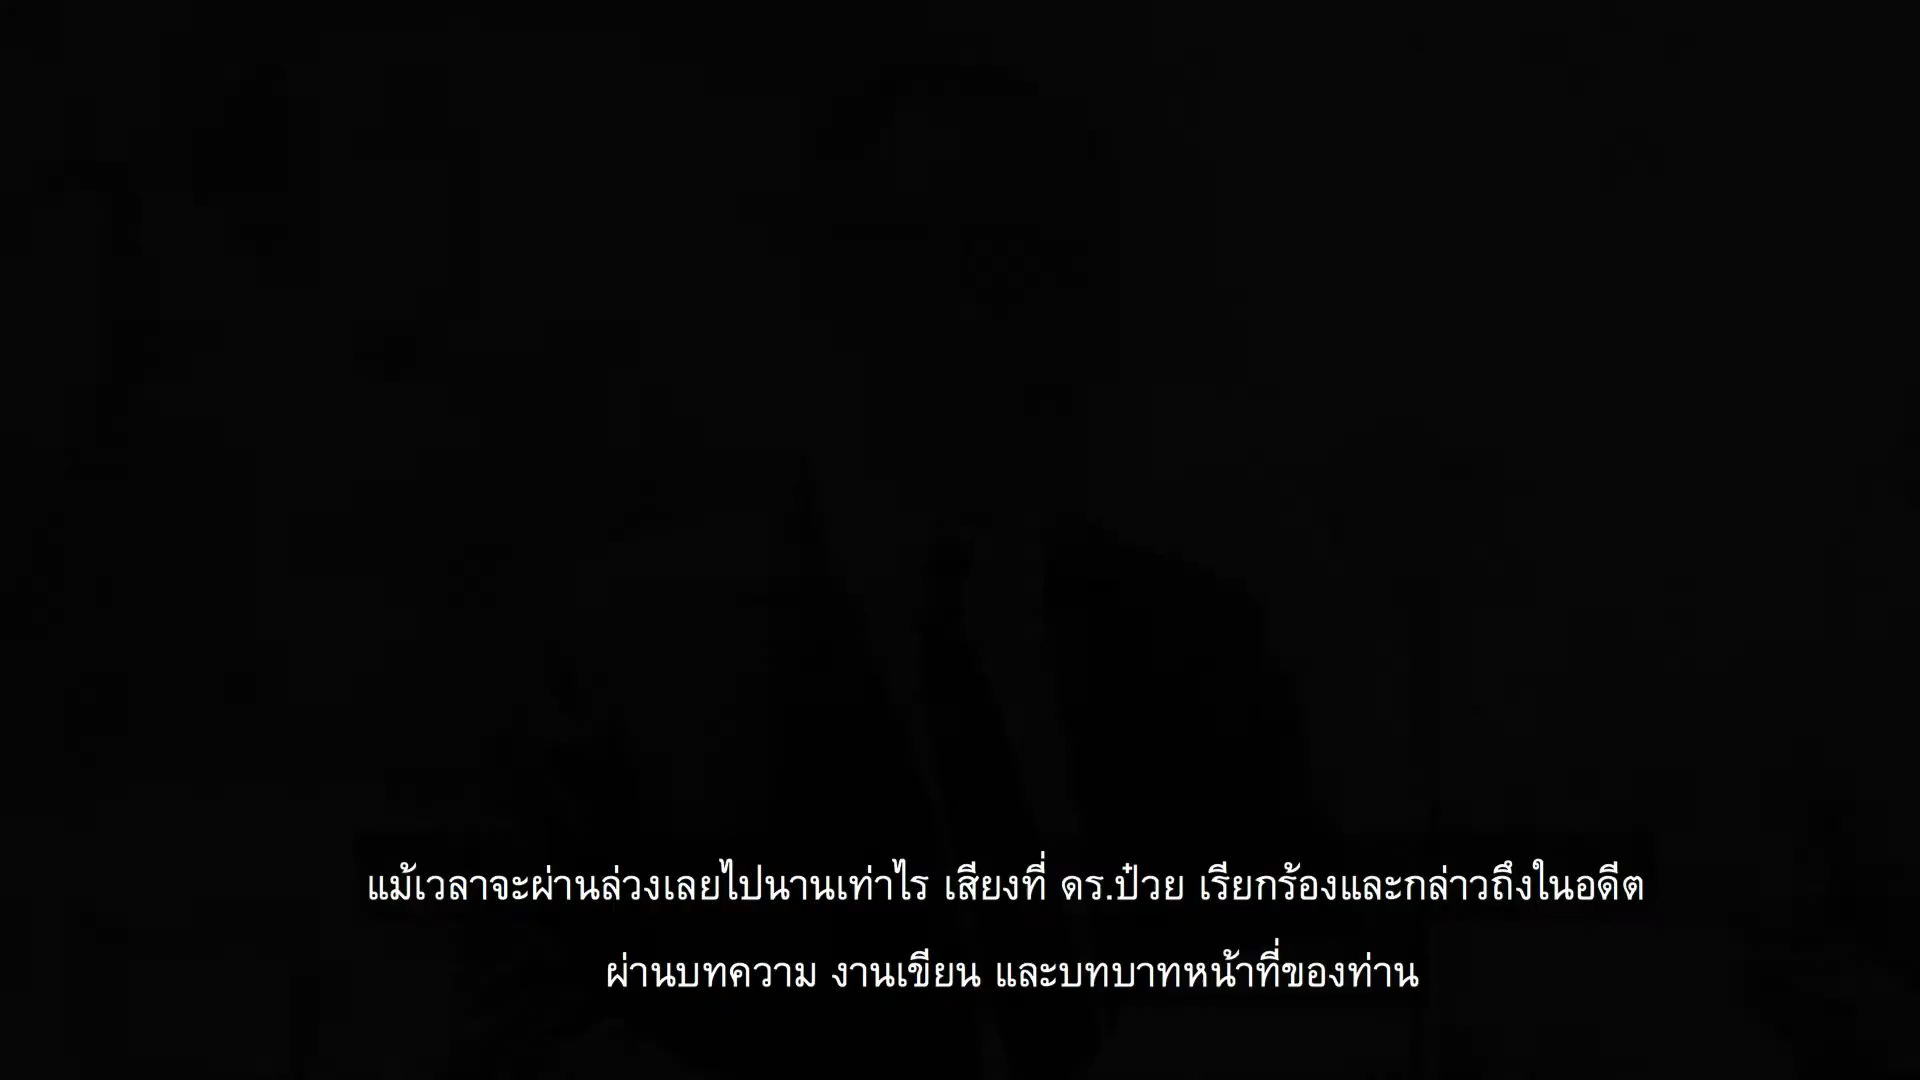 แม้เวลาจะผ่านล่วงเลยไปนานเท่าไร เสียงที่ ดร.ป๋วย เรียกร้องและกล่าวถึงในอดีต
ผ่านบทความ งานเขียน และบทบาทหน้าที่ของท่าน